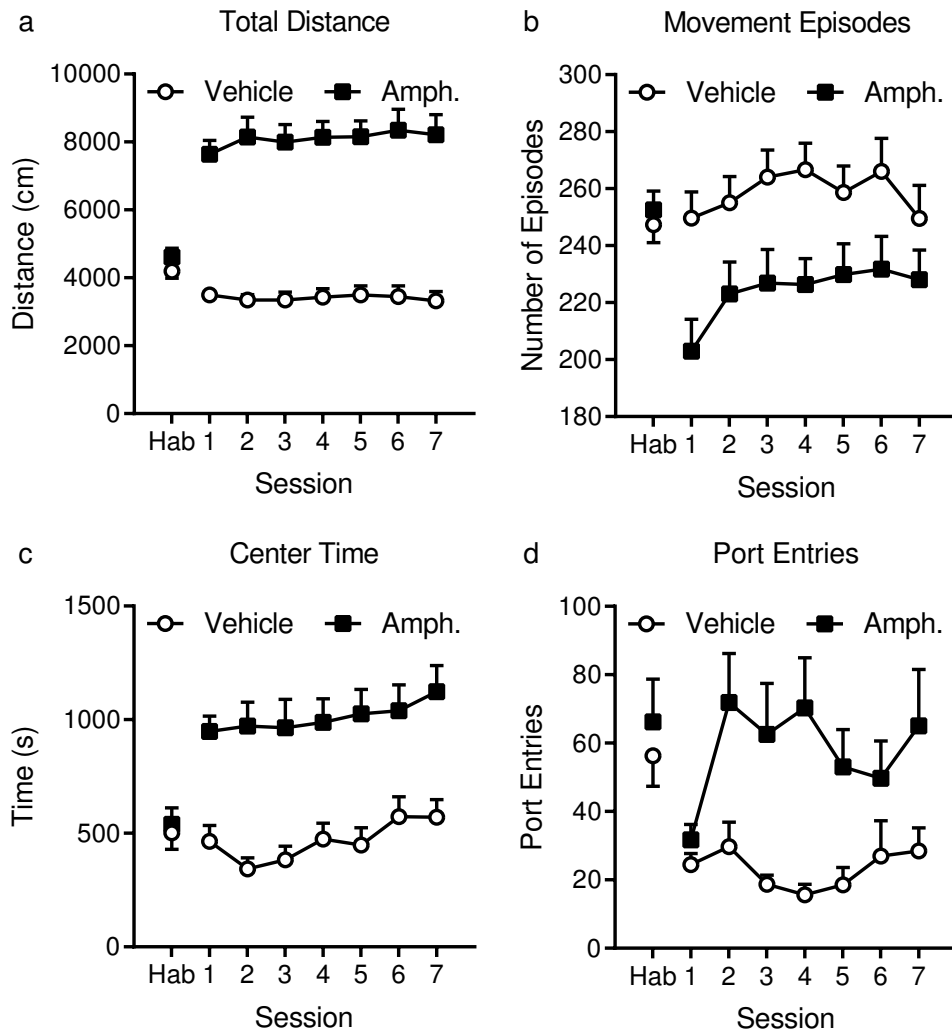 a Total Distance
Vehicle Amph.
10000
8000
6000
4000
2000
0
Distance (cm)
Hab 1 2 3 4 5 6 7
Session
b Movement Episodes
Vehicle Amph.
300
280
260
240
220
200
180
Number of Episodes
Hab 1 2 3 4 5 6 7
Session
c Center Time
Vehicle Amph.
1500
1000
500
0
Time (s)
Hab 1 2 3 4 5 6 7
Session
d Port Entries
Vehicle Amph.
100
80
60
40
20
0
Port Entries
Hab 1 2 3 4 5 6 7
Session